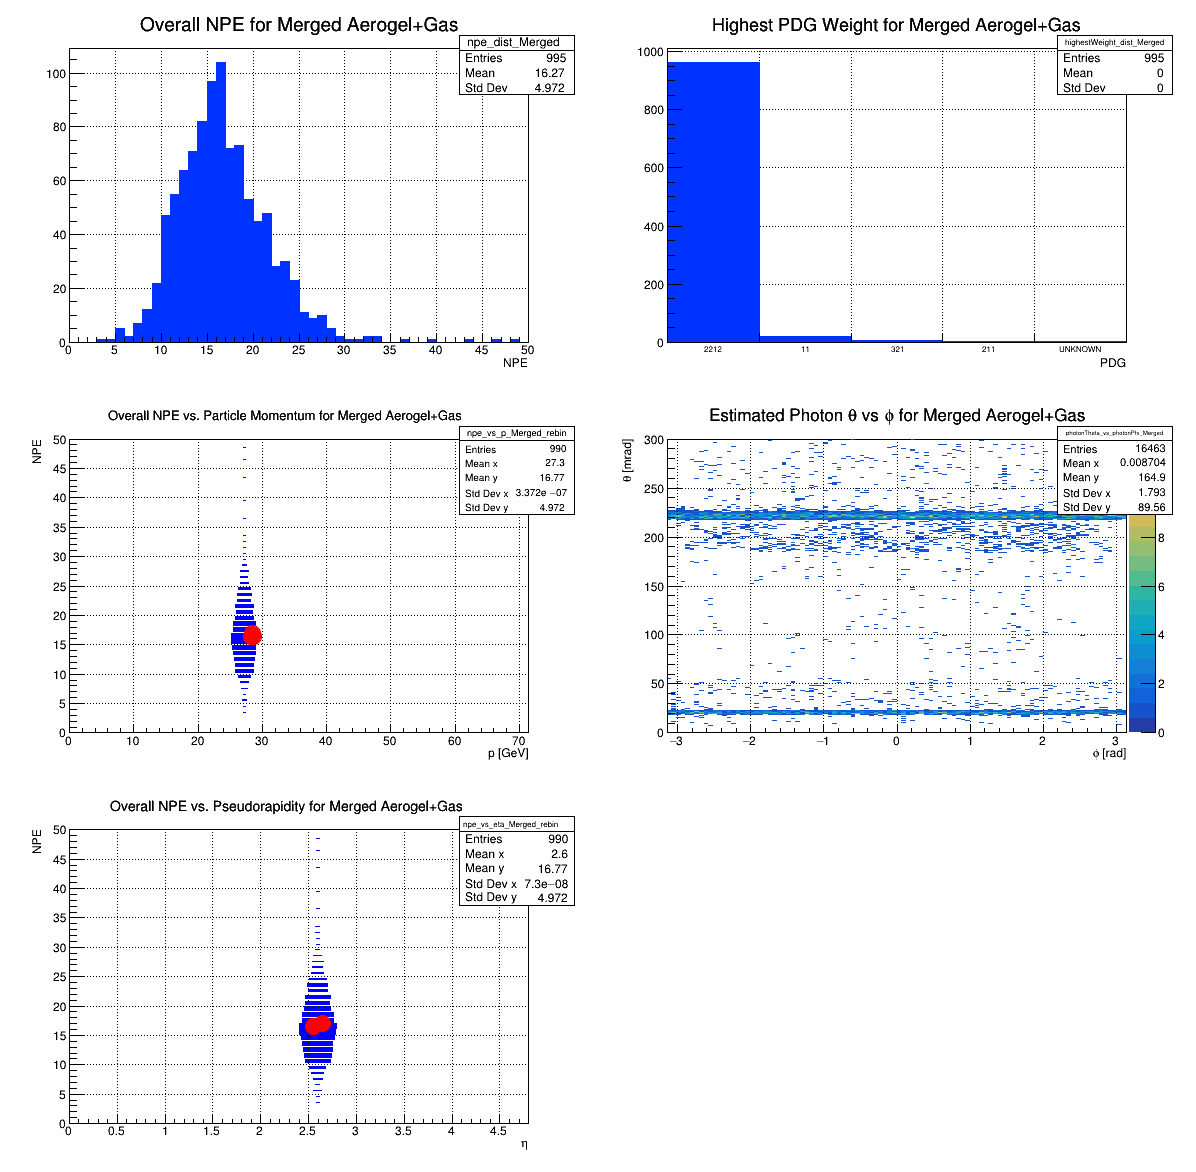 Overall NPE for Merged Aerogel+Gas
npe_dist_Merged
Entries 995
Mean 16.27
Std Dev 4.972
100
80
60
40
20
0
0 5 10 15 20 25 30 35 40 45 50
NPE
Highest PDG Weight for Merged Aerogel+Gas
highestWeight_dist_Merged
Entries 995
Mean 0
Std Dev 0
1000
800
600
400
200
0
2212 11 321 211 UNKNOWN
PDG
Overall NPE vs. Particle Momentum for Merged Aerogel+Gas
npe_vs_p_Merged_rebin
Entries 990
Mean x 27.3
Mean y 16.77
Std Dev x 3.372e −07
Std Dev y 4.972
NPE
50
45
40
35
30
25
20
15
10
5
0
0 10 20 30 40 50 60 70
p [GeV]
Estimated Photon θ vs ϕ for Merged Aerogel+Gas
photonTheta_vs_photonPhi_Merged
Entries 16463
Mean x 0.008704
Mean y 164.9
Std Dev x 1.793
Std Dev y 89.56
θ [mrad]
300
250
200
150
100
50
0
−3 −2 −1 0 1 2 3
ϕ [rad]
8
6
4
2
0
Overall NPE vs. Pseudorapidity for Merged Aerogel+Gas
npe_vs_eta_Merged_rebin
Entries 990
Mean x 2.6
Mean y 16.77
Std Dev x 7.3e−08
Std Dev y 4.972
NPE
50
45
40
35
30
25
20
15
10
5
0
0 0.5 1 1.5 2 2.5 3 3.5 4 4.5
η